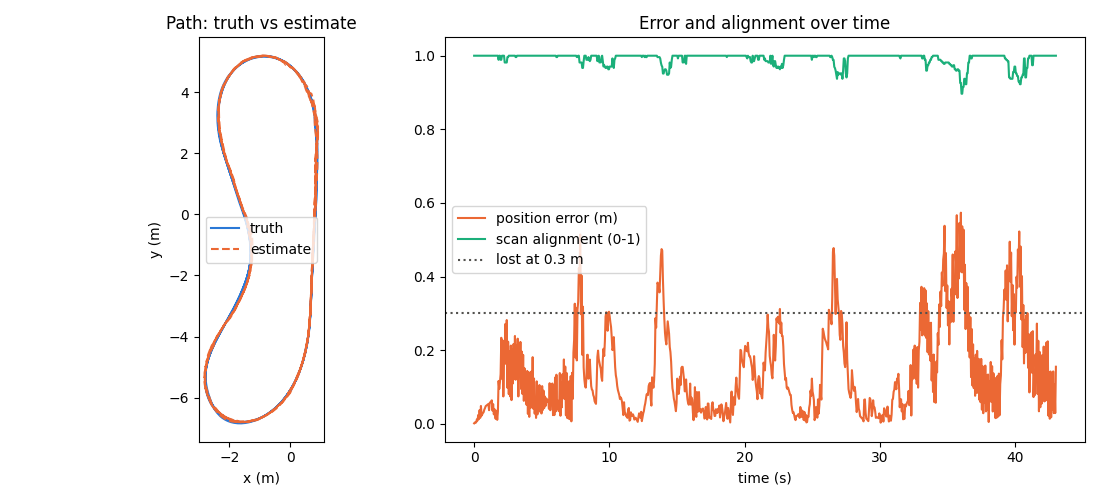 Path: truth vs estimate
4
2
0
−2
−4
−6
y (m)
−2 0
x (m)
truth
estimate
Error and alignment over time
1.0
0.8
0.6
0.4
0.2
0.0
0 10 20 30 40
time (s)
position error (m)
scan alignment (0-1)
lost at 0.3 m